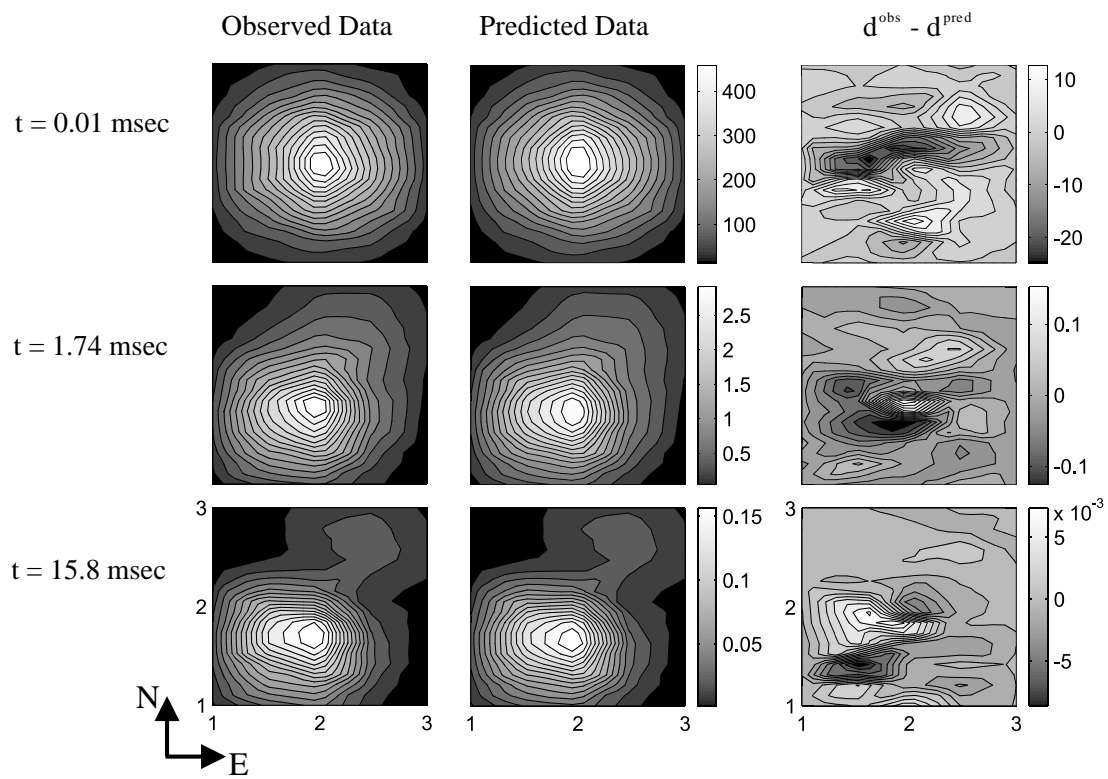 Observed Data Predicted Data d^obs - d^pred
t = 0.01 msec
400
300
200
100
10
0
-10
-20
t = 1.74 msec
2.5
2
1.5
1
0.5
0.1
0
-0.1
t = 15.8 msec
3
2
1
1 2 3
1 2 3
0.15
0.1
0.05
1 2 3
x 10^-3
5
0
-5
N
E